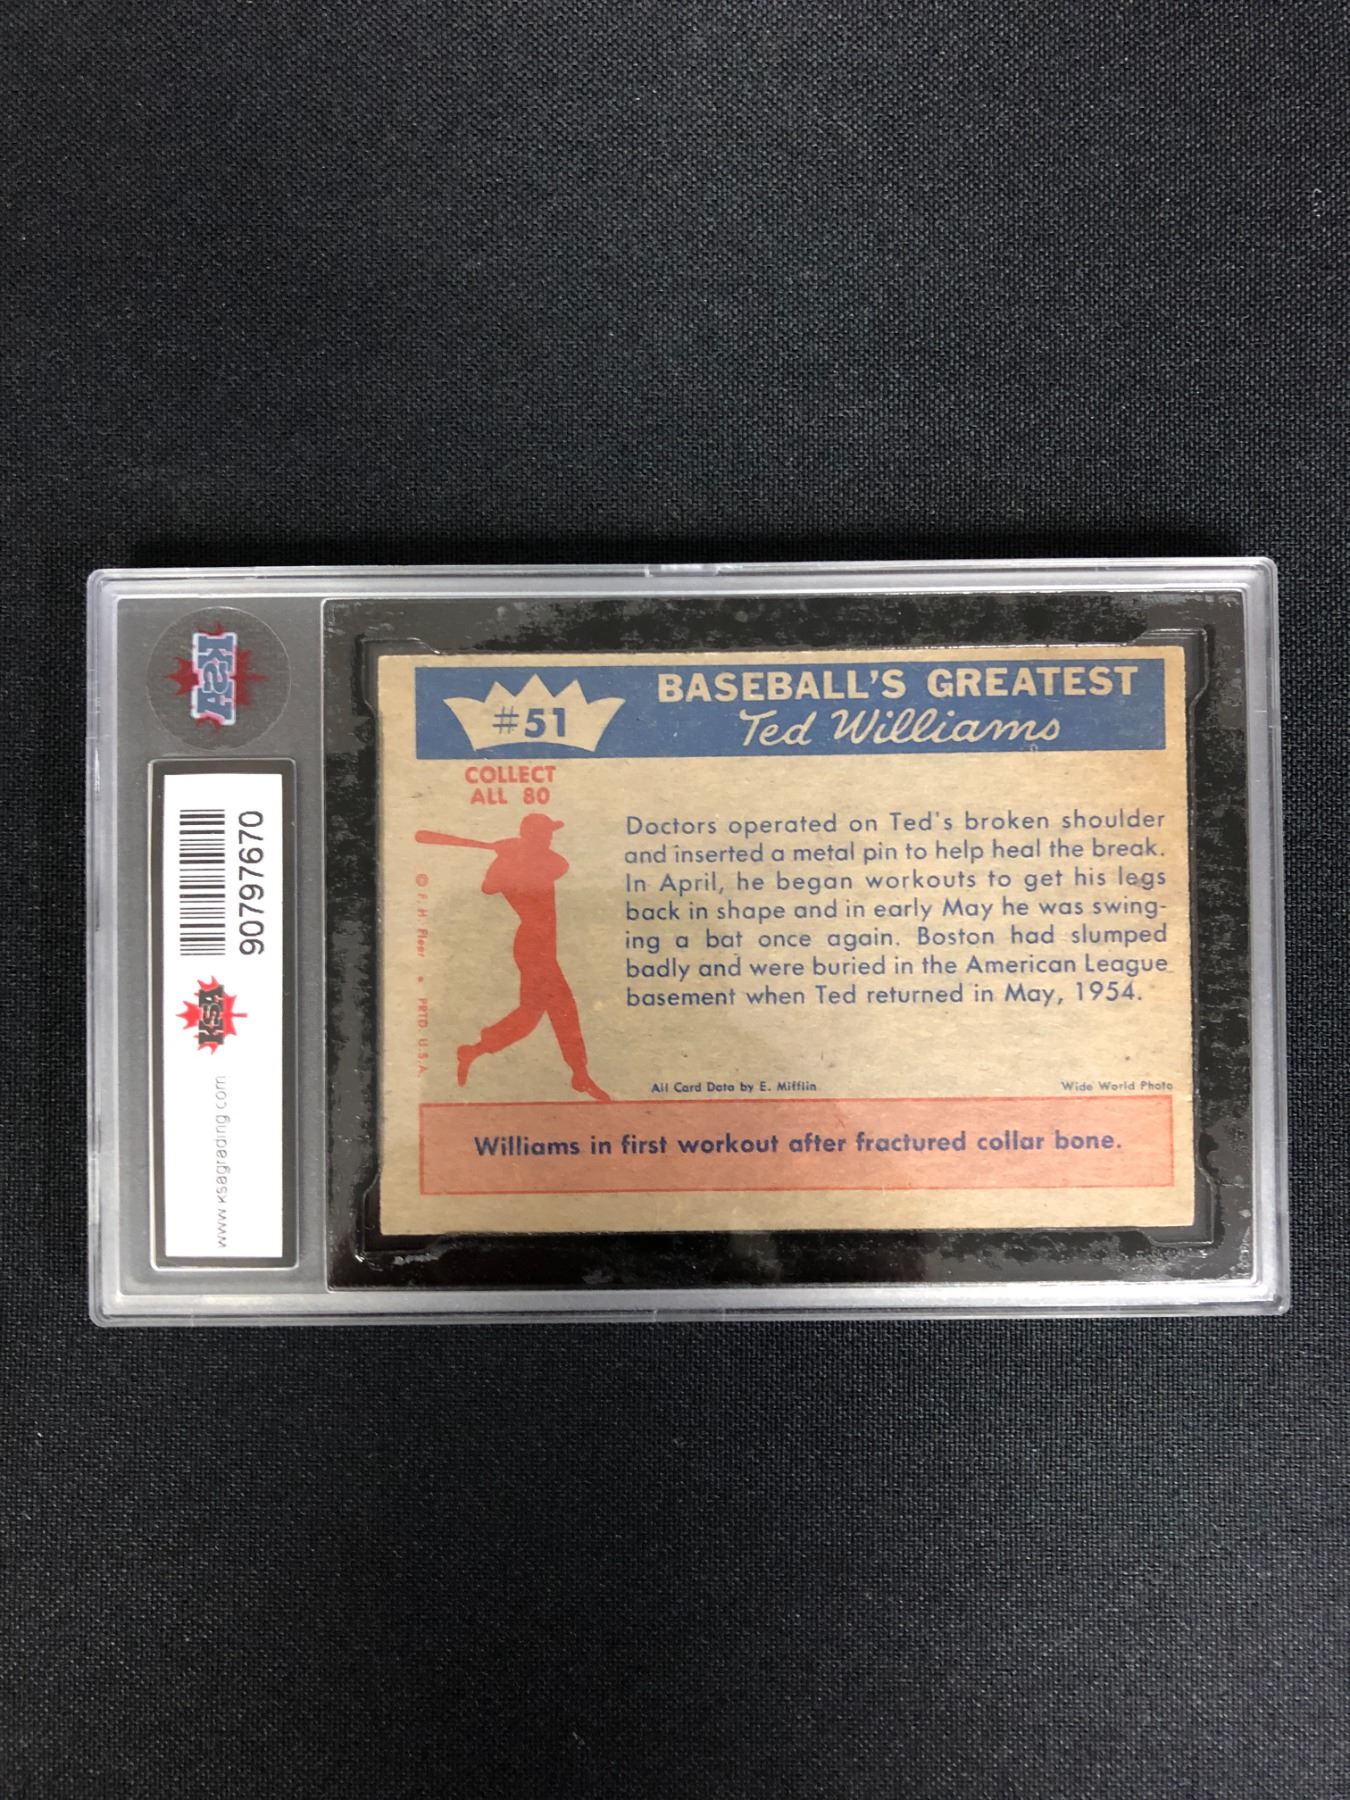 KSA
90797670
KSA
www.ksagrading.com
#51
BASEBALL'S GREATEST
Ted Williams
COLLECT
ALL 80
© F. H. Fleer * PRTD. U.S.A.
Doctors operated on Ted's broken shoulder
and inserted a metal pin to help heal the break.
In April, he began workouts to get his legs
back in shape and in early May he was swing-
ing a bat once again. Boston had slumped
badly and were buried in the American League
basement when Ted returned in May, 1954.
All Card Data by E. Mifflin
Wide World Photo
Williams in first workout after fractured collar bone.